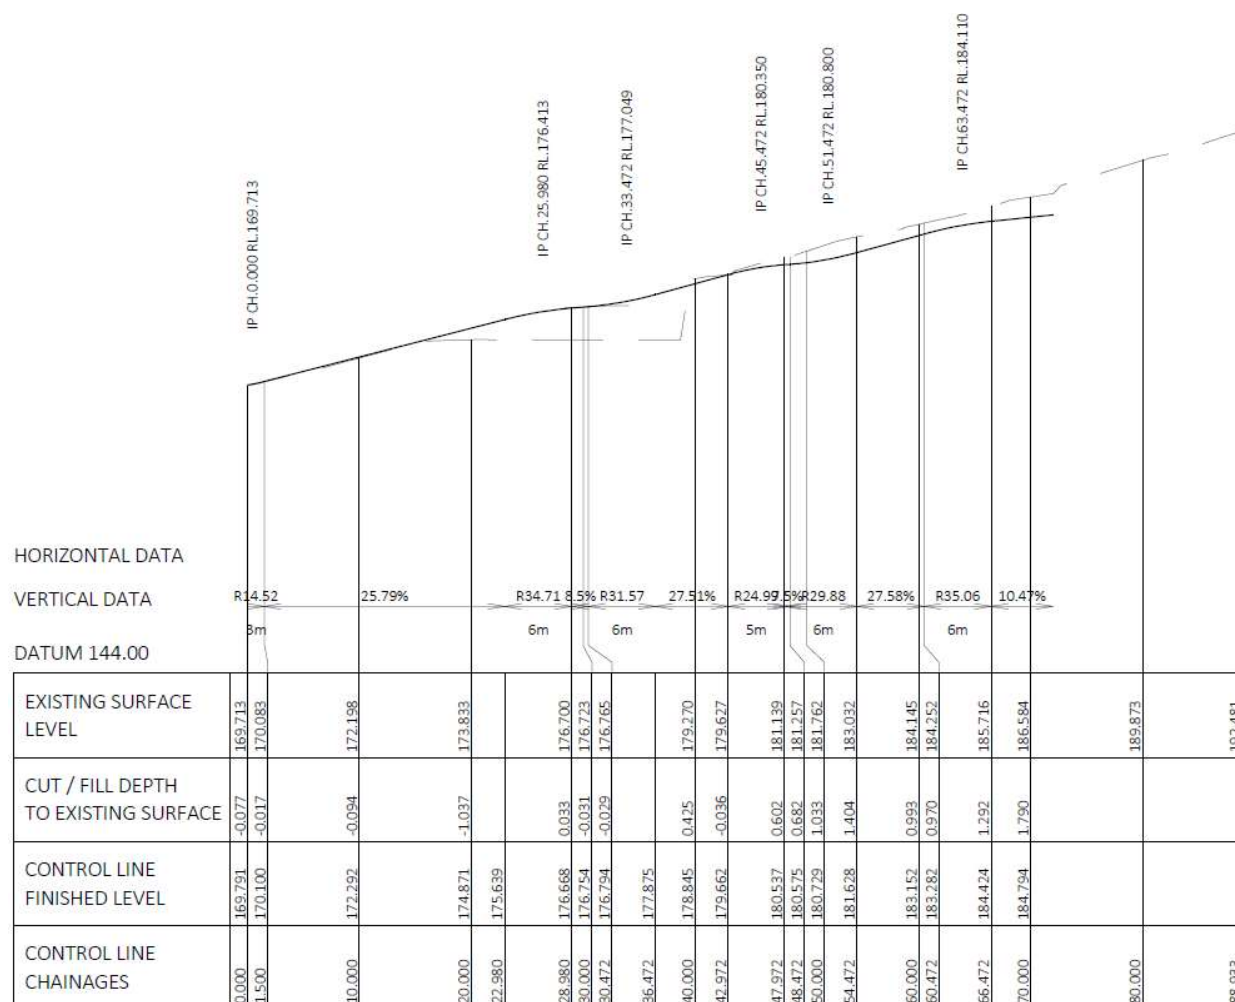 IP CH.0.000 RL.169.713
IP CH.25.980 RL.176.413
IP CH.33.472 RL.177.049
IP CH.45.472 RL.180.350
IP CH.51.472 RL.180.800
IP CH.63.472 RL.184.110
HORIZONTAL DATA
VERTICAL DATA R14.52 25.79% R34.71 8.5% R31.57 27.51% R24.99 7.5% R29.88 27.58% R35.06 10.47%
3m 6m 6m 5m 6m 6m
DATUM 144.00
EXISTING SURFACE
LEVEL
169.713 170.083 172.198 173.833 176.700 176.723 176.765 179.270 179.627 181.139 181.257 181.762 183.032 184.145 184.252 185.716 186.584 189.873 192.481
CUT / FILL DEPTH
TO EXISTING SURFACE
-0.077 -0.017 -0.094 -1.037 0.033 -0.031 -0.029 0.425 -0.036 0.602 0.682 1.033 1.404 0.993 0.970 1.292 1.790
CONTROL LINE
FINISHED LEVEL
169.791 170.100 172.292 174.871 175.639 176.668 176.754 176.794 177.875 178.845 179.662 180.537 180.575 180.729 181.628 183.152 183.282 184.424 184.794
CONTROL LINE
CHAINAGES
0.000 1.500 10.000 20.000 22.980 28.980 30.000 30.472 36.472 40.000 42.972 47.972 48.472 50.000 54.472 60.000 60.472 66.472 70.000 80.000